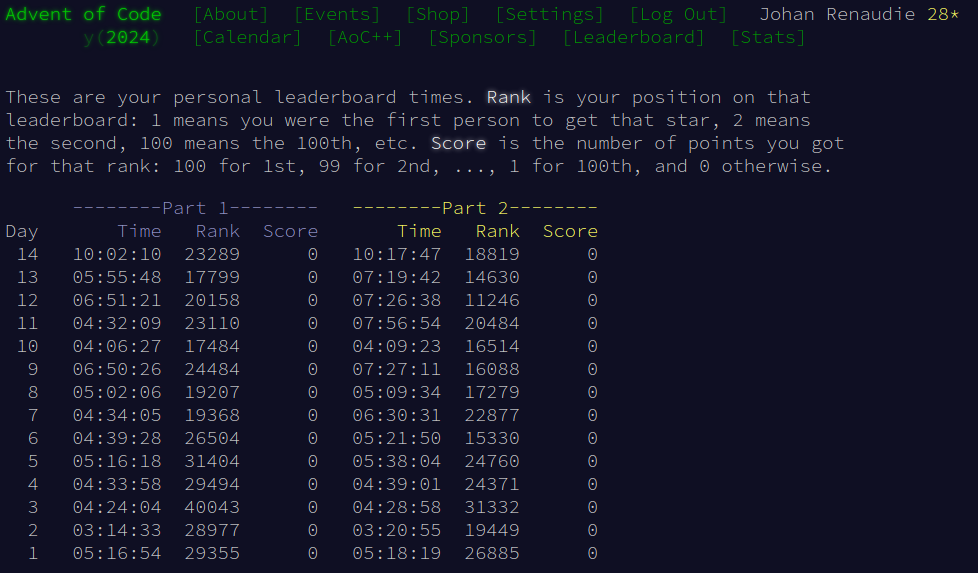 Advent of Code [About] [Events] [Shop] [Settings] [Log Out] Johan Renaudie 28*
y(2024) [Calendar] [AoC++] [Sponsors] [Leaderboard] [Stats]
These are your personal leaderboard times. Rank is your position on that
leaderboard: 1 means you were the first person to get that star, 2 means
the second, 100 means the 100th, etc. Score is the number of points you got
for that rank: 100 for 1st, 99 for 2nd, ..., 1 for 100th, and 0 otherwise.
--------Part 1-------- --------Part 2--------
Day Time Rank Score Time Rank Score
14 10:02:10 23289 0 10:17:47 18819 0
13 05:55:48 17799 0 07:19:42 14630 0
12 06:51:21 20158 0 07:26:38 11246 0
11 04:32:09 23110 0 07:56:54 20484 0
10 04:06:27 17484 0 04:09:23 16514 0
9 06:50:26 24484 0 07:27:11 16088 0
8 05:02:06 19207 0 05:09:34 17279 0
7 04:34:05 19368 0 06:30:31 22877 0
6 04:39:28 26504 0 05:21:50 15330 0
5 05:16:18 31404 0 05:38:04 24760 0
4 04:33:58 29494 0 04:39:01 24371 0
3 04:24:04 40043 0 04:28:58 31332 0
2 03:14:33 28977 0 03:20:55 19449 0
1 05:16:54 29355 0 05:18:19 26885 0